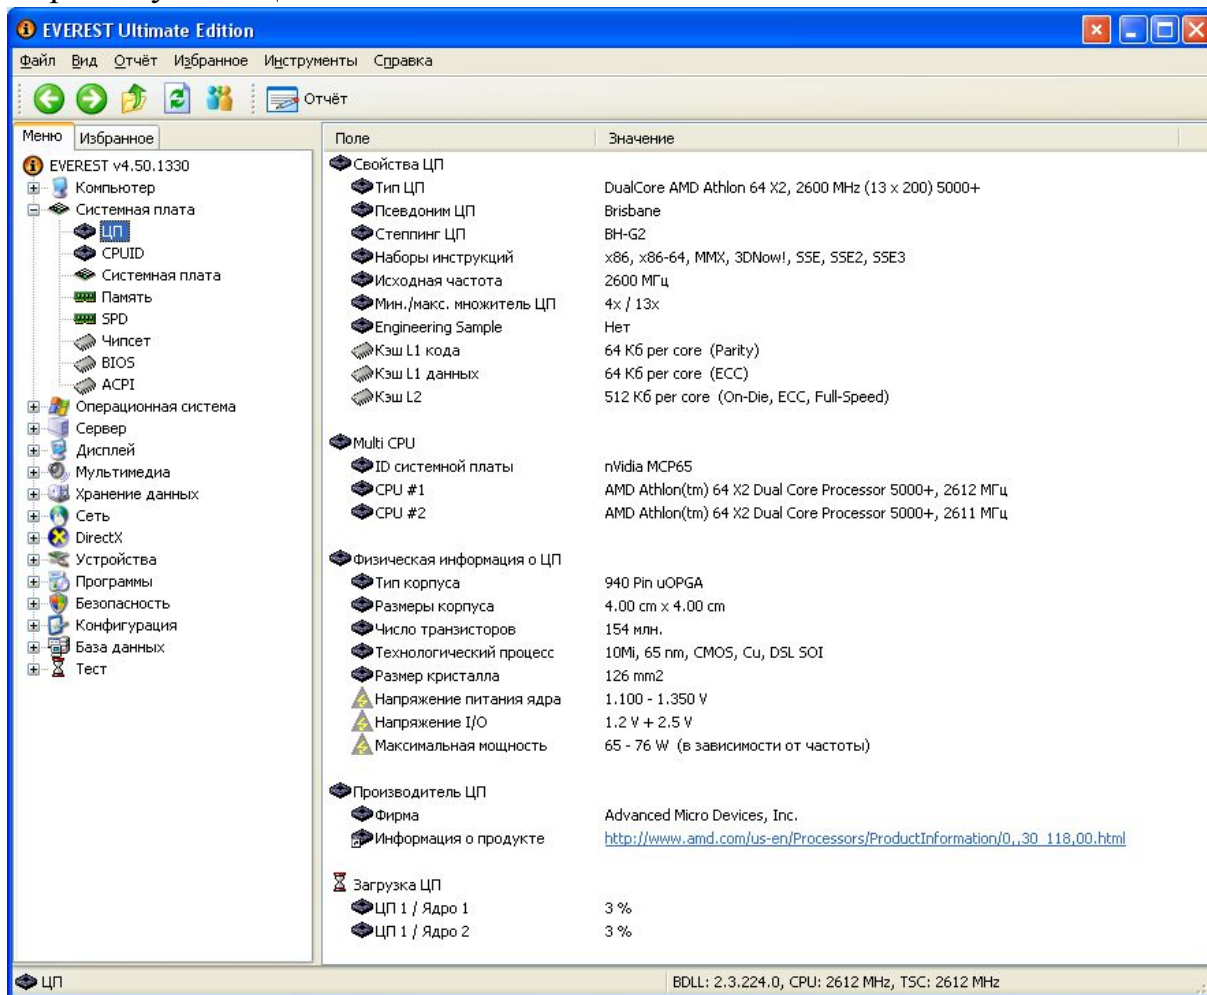 EVEREST Ultimate Edition
Файл Вид Отчёт Избранное Инструменты Справка
Отчёт
Меню Избранное
EVEREST v4.50.1330
Компьютер
Системная плата
ЦП
CPUID
Системная плата
Память
SPD
Чипсет
BIOS
ACPI
Операционная система
Сервер
Дисплей
Мультимедиа
Хранение данных
Сеть
DirectX
Устройства
Программы
Безопасность
Конфигурация
База данных
Тест
Поле Значение
Свойства ЦП
Тип ЦП DualCore AMD Athlon 64 X2, 2600 MHz (13 x 200) 5000+
Псевдоним ЦП Brisbane
Степпинг ЦП BH-G2
Наборы инструкций x86, x86-64, MMX, 3DNow!, SSE, SSE2, SSE3
Исходная частота 2600 МГц
Мин./макс. множитель ЦП 4x / 13x
Engineering Sample Нет
Кэш L1 кода 64 Кб per core (Parity)
Кэш L1 данных 64 Кб per core (ECC)
Кэш L2 512 Кб per core (On-Die, ECC, Full-Speed)
Multi CPU
ID системной платы nVidia MCP65
CPU #1 AMD Athlon(tm) 64 X2 Dual Core Processor 5000+, 2612 МГц
CPU #2 AMD Athlon(tm) 64 X2 Dual Core Processor 5000+, 2611 МГц
Физическая информация о ЦП
Тип корпуса 940 Pin uOPGA
Размеры корпуса 4.00 cm x 4.00 cm
Число транзисторов 154 млн.
Технологический процесс 10Mi, 65 nm, CMOS, Cu, DSL SOI
Размер кристалла 126 mm2
Напряжение питания ядра 1.100 - 1.350 V
Напряжение I/O 1.2 V + 2.5 V
Максимальная мощность 65 - 76 W (в зависимости от частоты)
Производитель ЦП
Фирма Advanced Micro Devices, Inc.
Информация о продукте http://www.amd.com/us-en/Processors/ProductInformation/0,,30_118,00.html
Загрузка ЦП
ЦП 1 / Ядро 1 3 %
ЦП 1 / Ядро 2 3 %
ЦП BDLL: 2.3.224.0, CPU: 2612 MHz, TSC: 2612 MHz